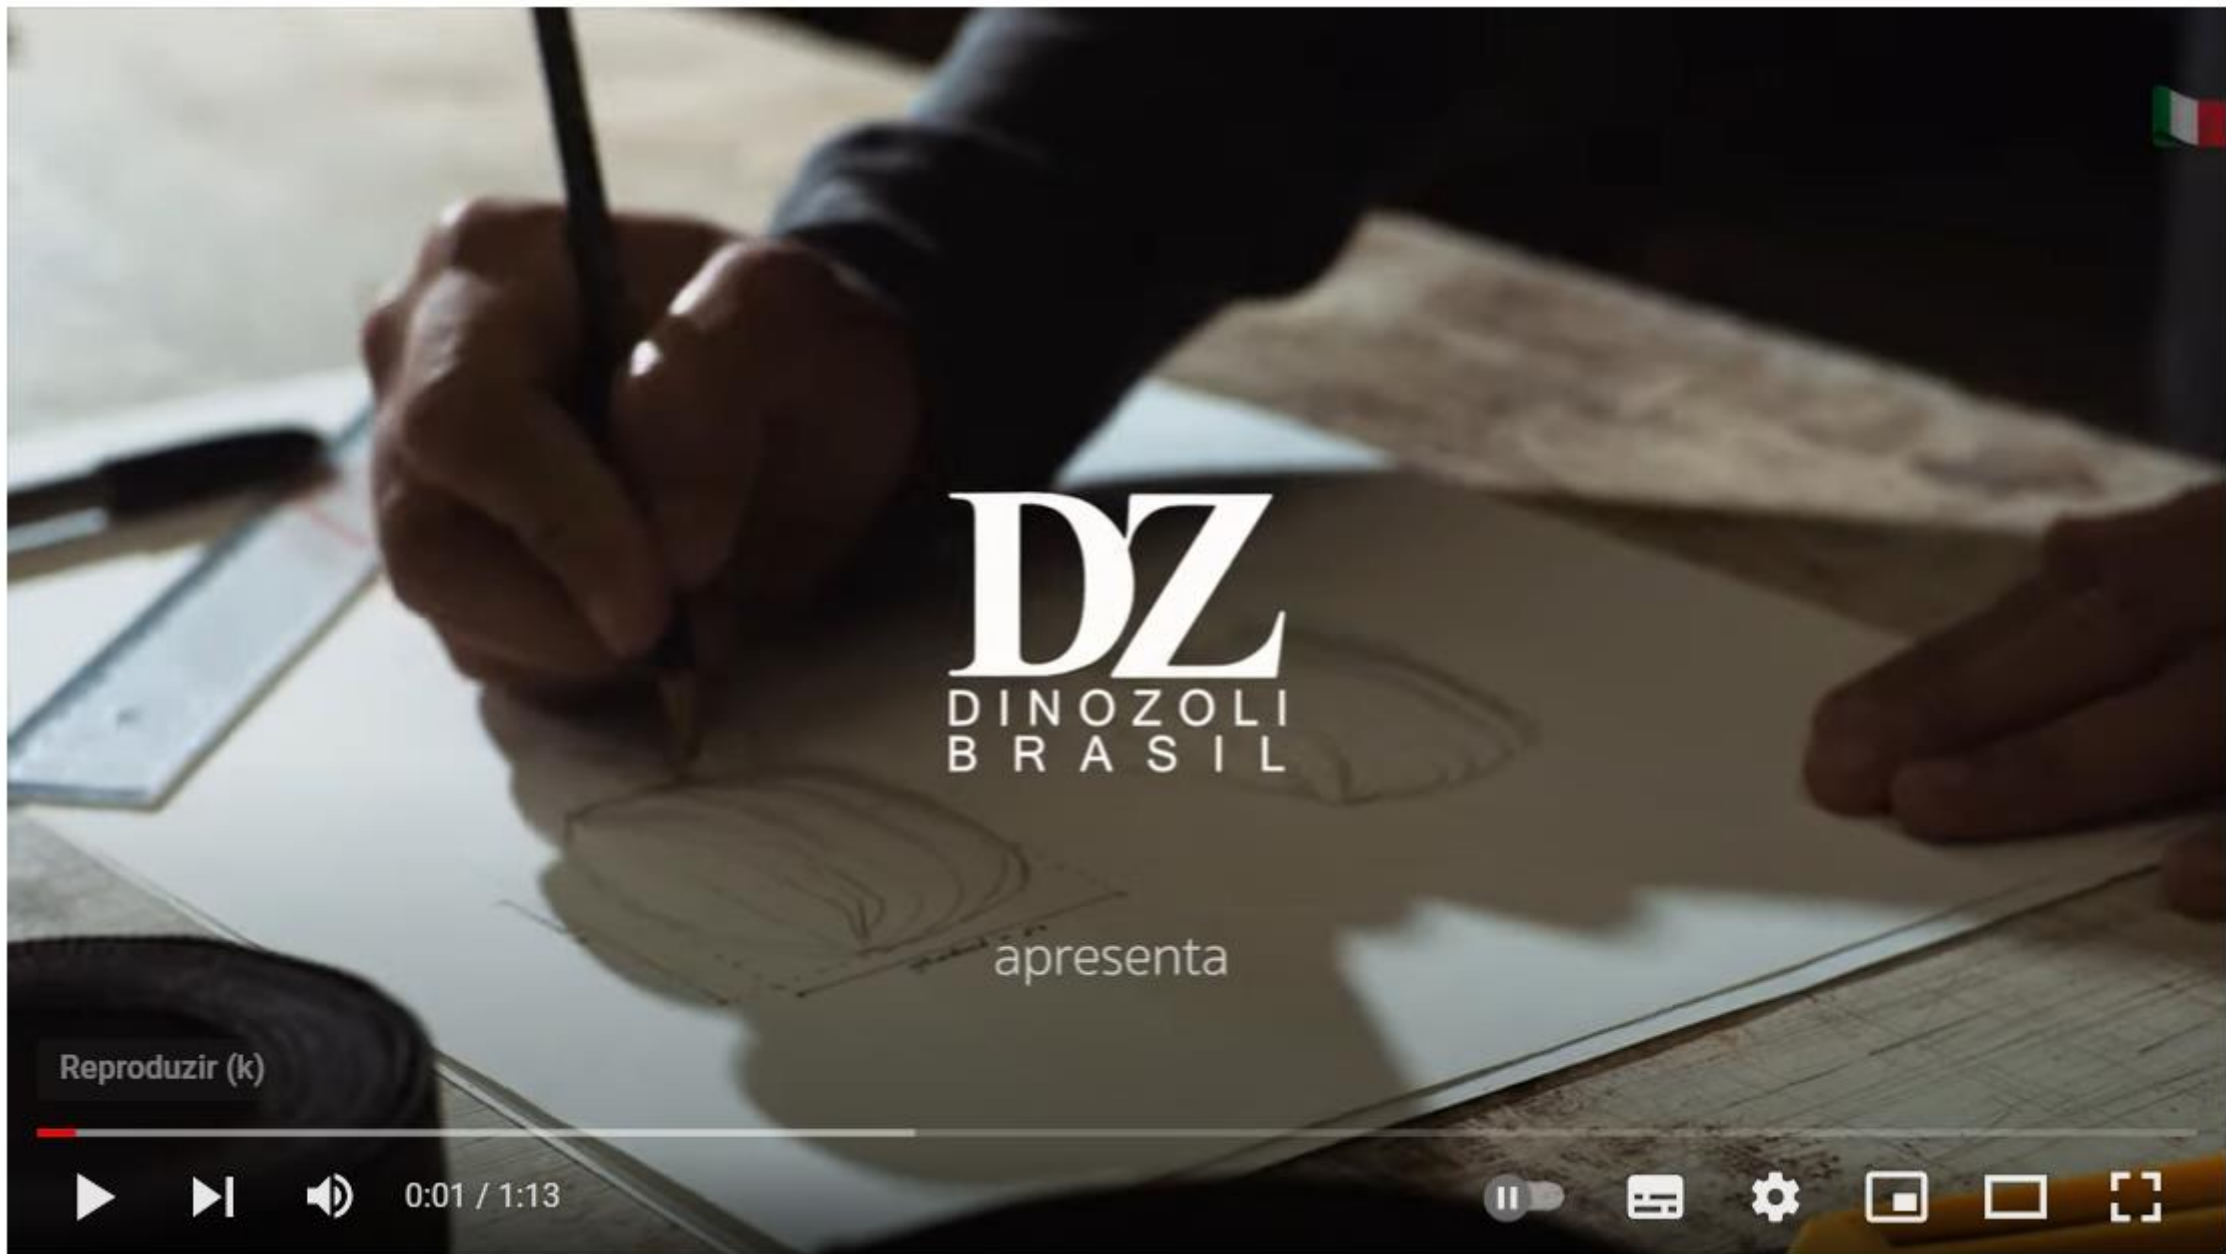 DZ
DINOZOLI
BRASIL
apresenta
Reproduzir (k)
0:01 / 1:13